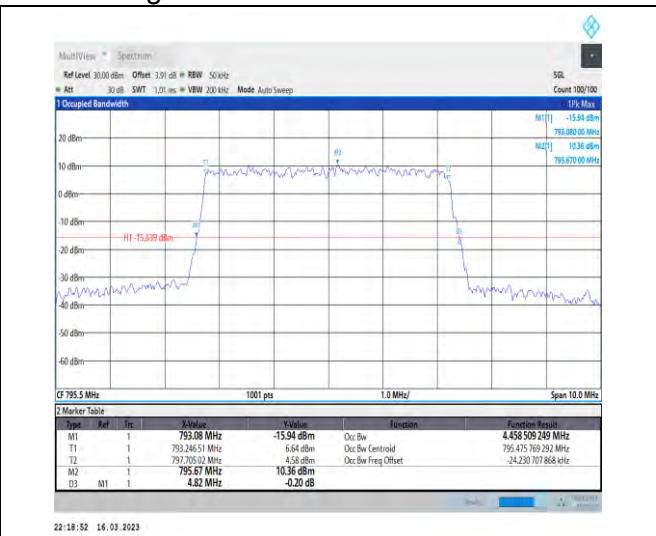 MultiView Spectrum
Ref Level 30.00 dBm Offset 3.91 dB RBW 50 kHz SGL
Att 30 dB SWT 1.01 ms VBW 200 kHz Mode Auto Sweep Count 100/100
1 Occupied Bandwidth 1Pk Max
M1[1] -15.94 dBm
793.080 00 MHz
M2[1] 10.36 dBm
795.670 00 MHz
20 dBm
M2
T1
T2
10 dBm
0 dBm
-10 dBm
M1
D3
H1 -15.639 dBm
-20 dBm
-30 dBm
-40 dBm
-50 dBm
-60 dBm
CF 795.5 MHz 1001 pts 1.0 MHz/ Span 10.0 MHz
2 Marker Table
Type Ref Trc X-Value Y-Value Function Function Result
M1 1 793.08 MHz -15.94 dBm Occ Bw 4.458 509 249 MHz
T1 1 793.246 51 MHz 6.64 dBm Occ Bw Centroid 795.475 769 292 MHz
T2 1 797.705 02 MHz 4.58 dBm Occ Bw Freq Offset -24.230 707 868 kHz
M2 1 795.67 MHz 10.36 dBm
D3 M1 1 4.82 MHz -0.20 dB
22:18:52 16.03.2023